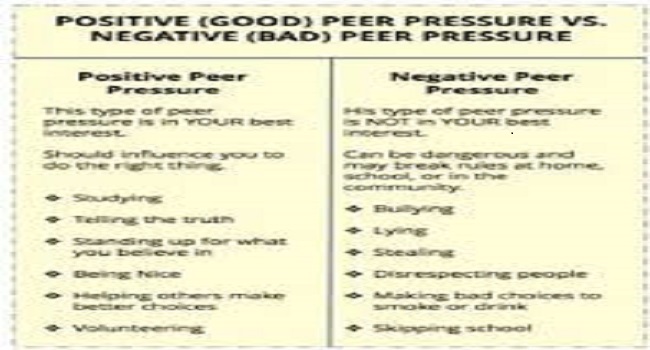 POSITIVE (GOOD) PEER PRESSURE VS.
NEGATIVE (BAD) PEER PRESSURE
Positive Peer
Pressure
This type of peer
pressure is in YOUR best
interest.
Should influence you to
do the right thing.
❖ Studying
❖ Telling the truth
❖ Standing up for what
you believe in
❖ Being Nice
❖ Helping others make
better choices
❖ Volunteering
Negative Peer
Pressure
His type of peer pressure
is NOT in YOUR best
interest.
Can be dangerous and
may break rules at home,
school, or in the
community.
❖ Bullying
❖ Lying
❖ Stealing
❖ Disrespecting people
❖ Making bad choices to
smoke or drink
❖ Skipping school